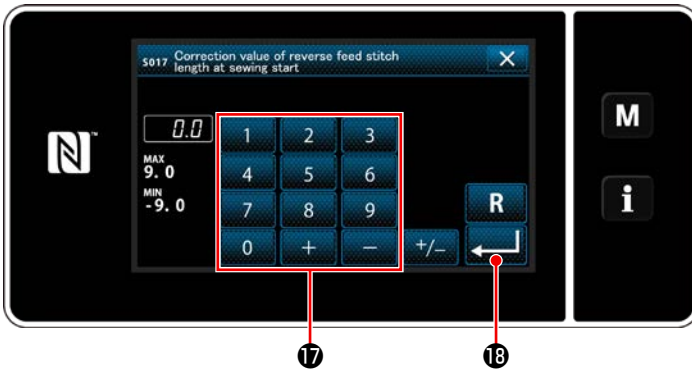 S017 Correction value of reverse feed stitch
length at sewing start
0.0
MAX
9.0
MIN
-9.0
1 2 3
4 5 6
7 8 9
0 + − +/−
R
M
i
N
⓱ ⓲